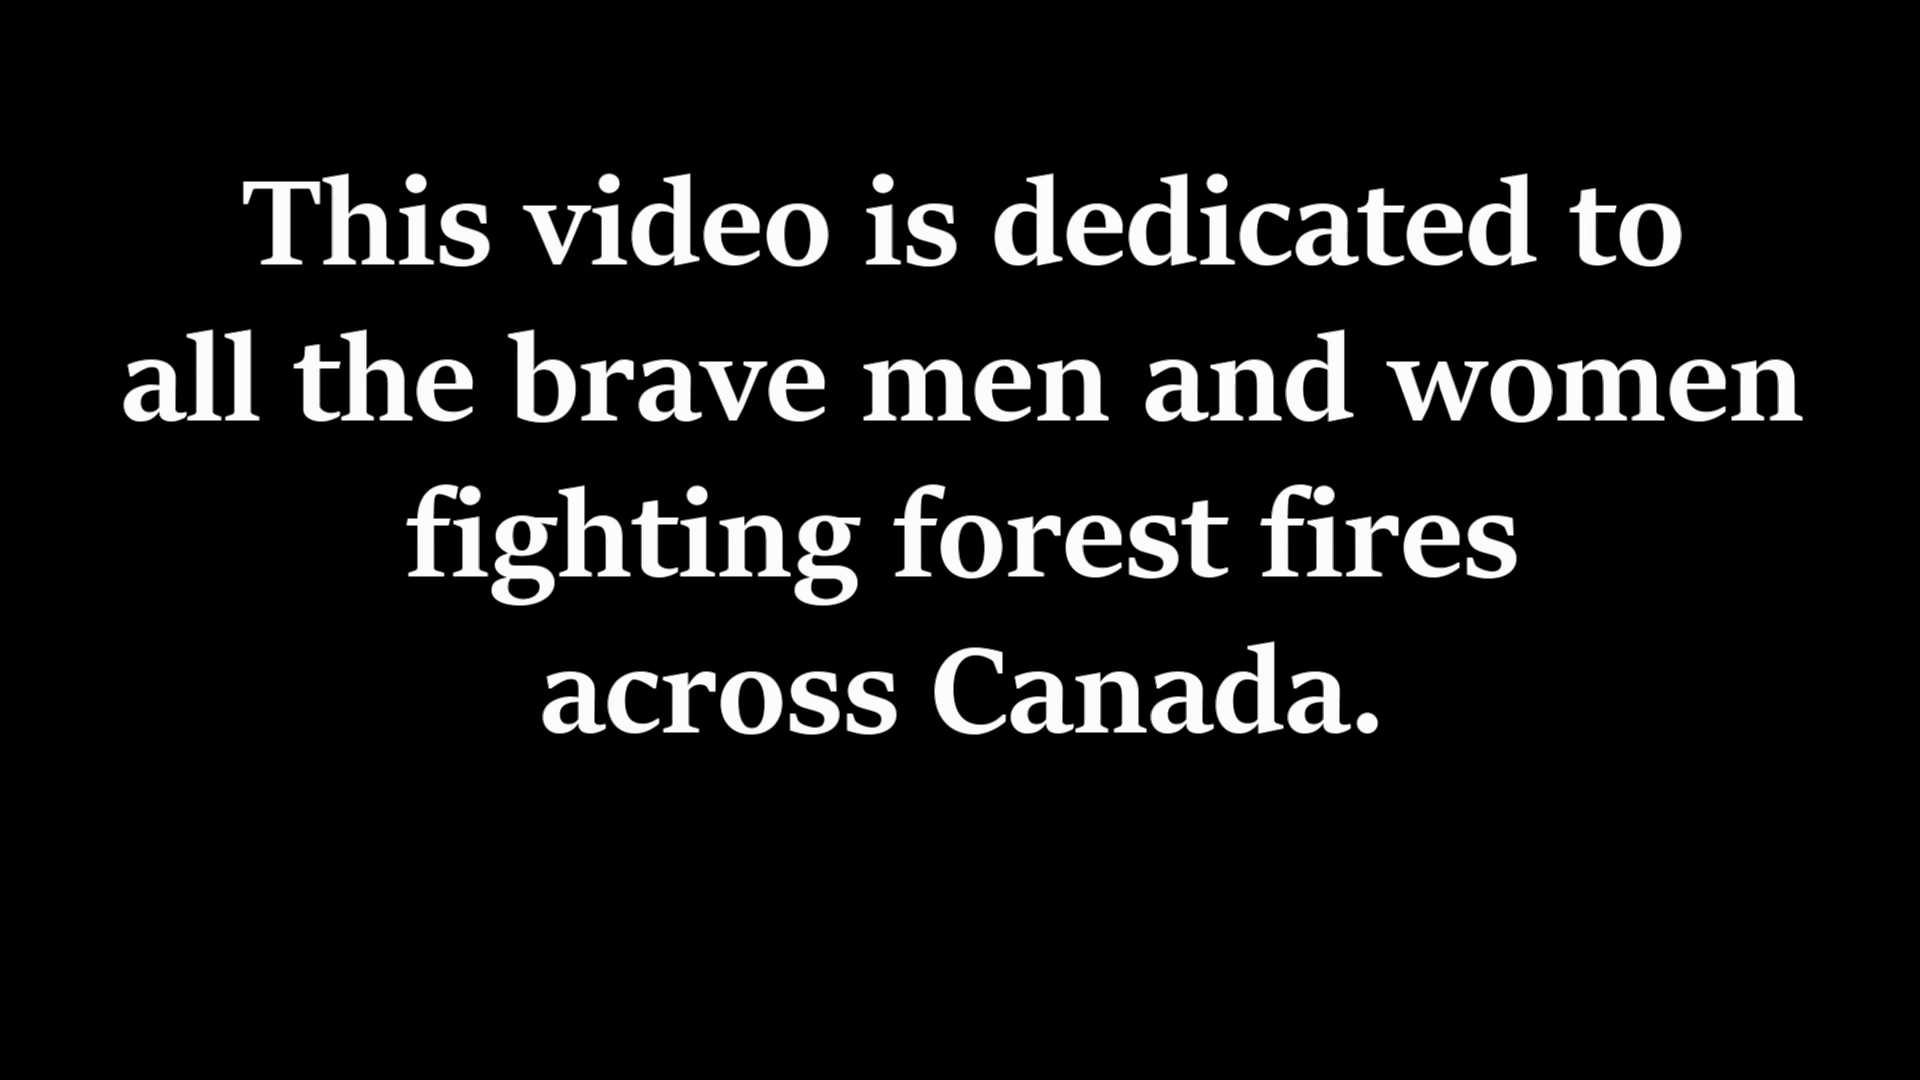 This video is dedicated to
all the brave men and women
fighting forest fires
across Canada.